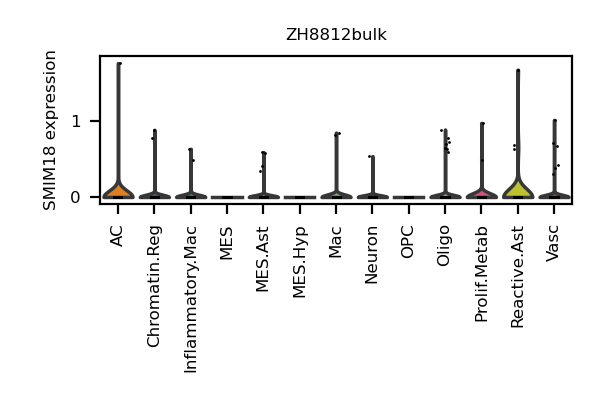 ZH8812bulk
SMIM18 expression
1
0
AC
Chromatin.Reg
Inflammatory.Mac
MES
MES.Ast
MES.Hyp
Mac
Neuron
OPC
Oligo
Prolif.Metab
Reactive.Ast
Vasc